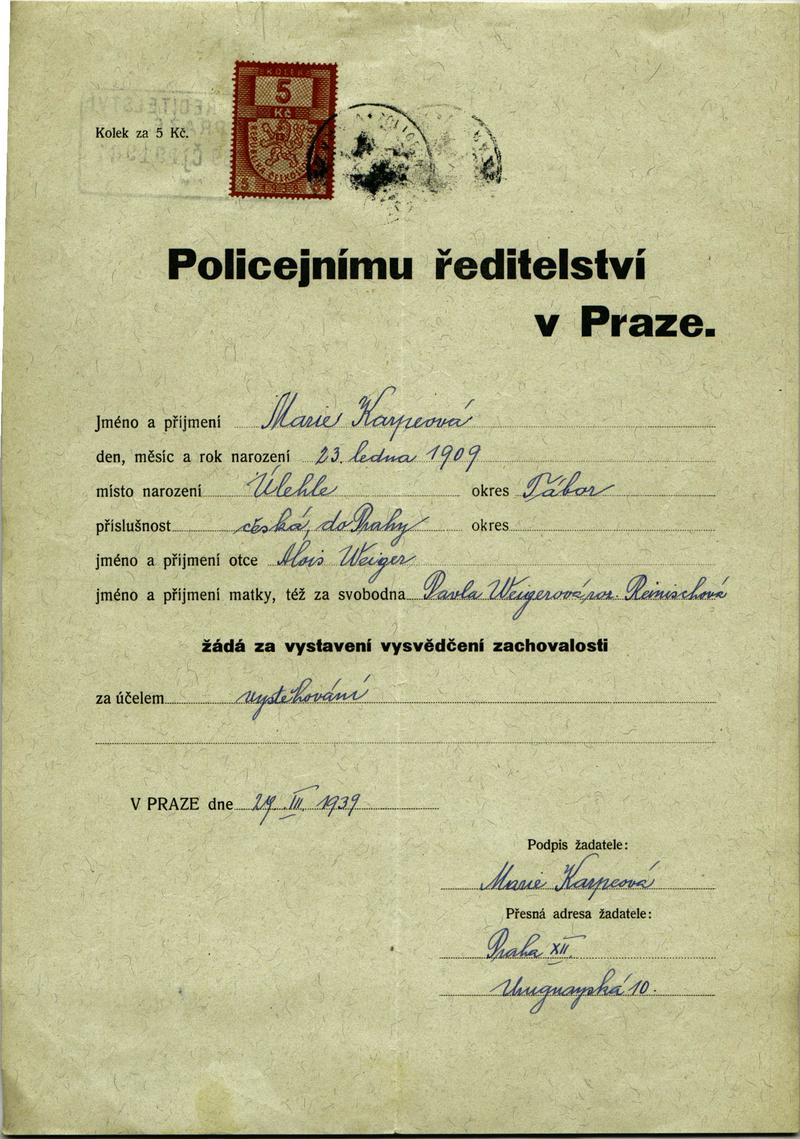 Kolek za 5 Kč.
KOLEK
5
Kč
5
Policejnímu ředitelství
v Praze.
Jméno a příjmení Marie Karpeová
den, měsíc a rok narození 23. ledna 1909
místo narození Úlehle okres Tábor
příslušnost česká, do Prahy okres
jméno a příjmení otce Alois Weiger
jméno a příjmení matky, též za svobodna Pavla Weigerová, roz. Reinischová
žádá za vystavení vysvědčení zachovalosti
za účelem vystěhování
V PRAZE dne 29. III. 1939
Podpis žadatele:
Marie Karpeová
Přesná adresa žadatele:
Praha XII.
Uruguayská 10.